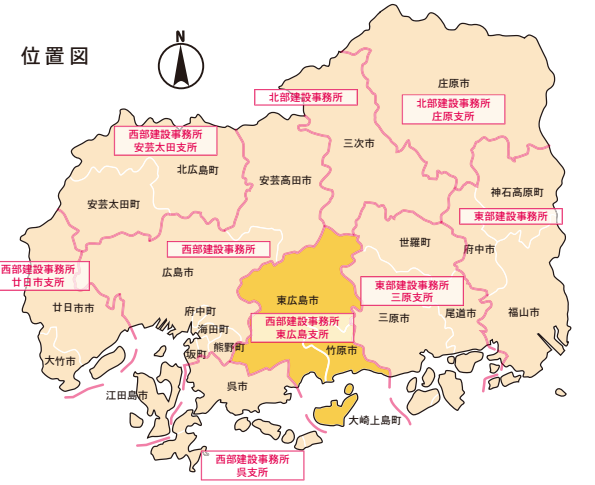 位置図
N
庄原市
北部建設事務所
北部建設事務所
庄原支所
西部建設事務所
安芸太田支所
三次市
北広島町
安芸高田市
神石高原町
安芸太田町
東部建設事務所
世羅町
西部建設事務所
府中市
西部建設事務所
廿日市支所
広島市
東部建設事務所
三原支所
東広島市
廿日市市
府中町
尾道市
福山市
三原市
西部建設事務所
東広島支所
海田町
熊野町
坂町
竹原市
大竹市
呉市
江田島市
大崎上島町
西部建設事務所
呉支所